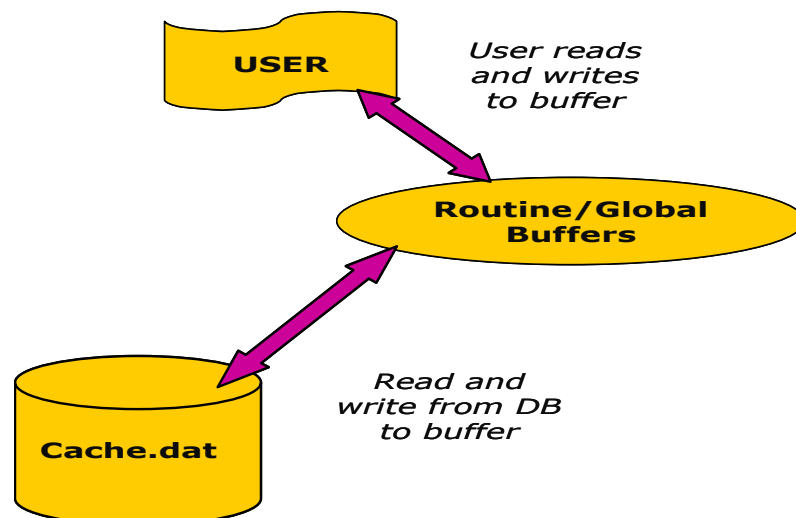 USER
User reads
and writes
to buffer
Routine/Global
Buffers
Read and
write from DB
to buffer
Cache.dat